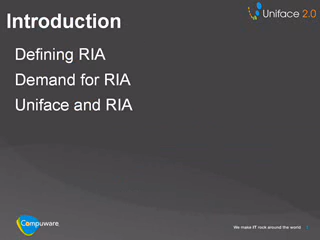 Introduction
Uniface 2.0
Defining RIA
Demand for RIA
Uniface and RIA
Compuware
We make IT rock around the world